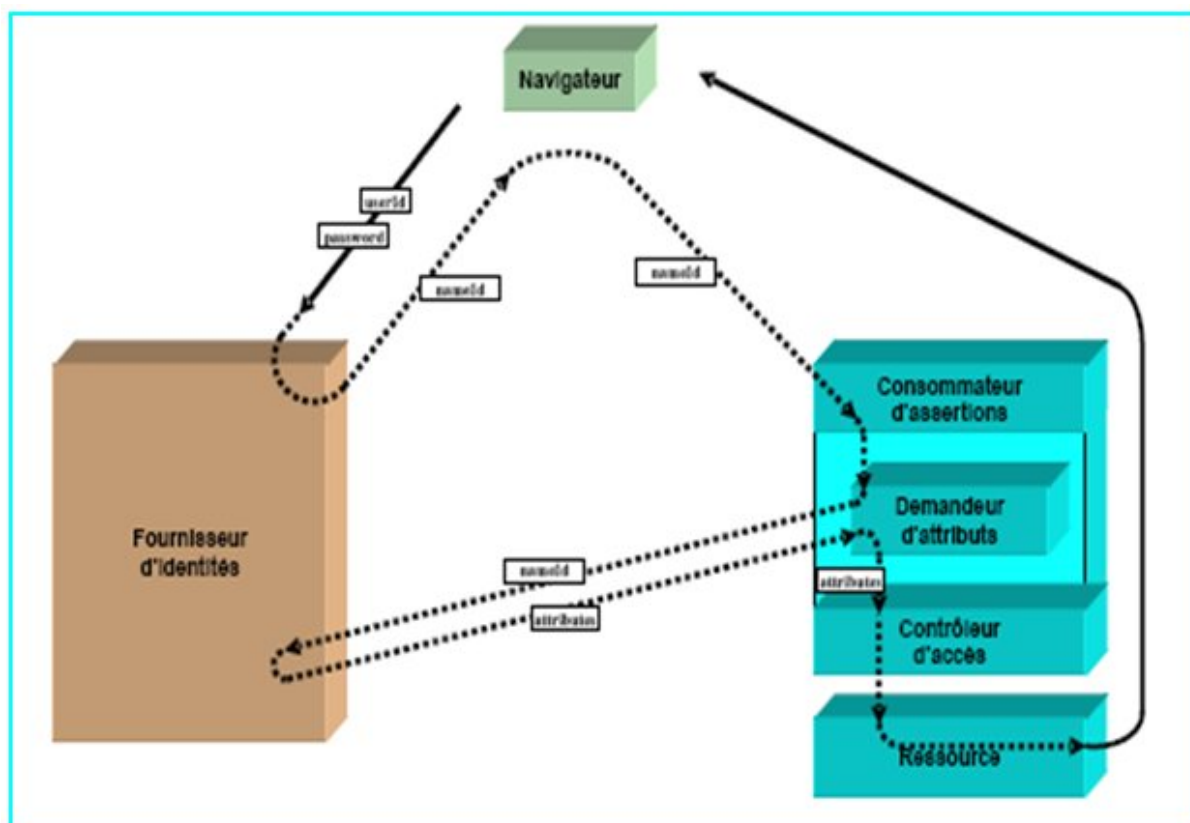 Navigateur
userId
password
nameId
nameId
Consommateur
d'assertions
Demandeur
d'attributs
Fournisseur
d'identités
nameId
attributes
attributes
Contrôleur
d'accès
Ressource